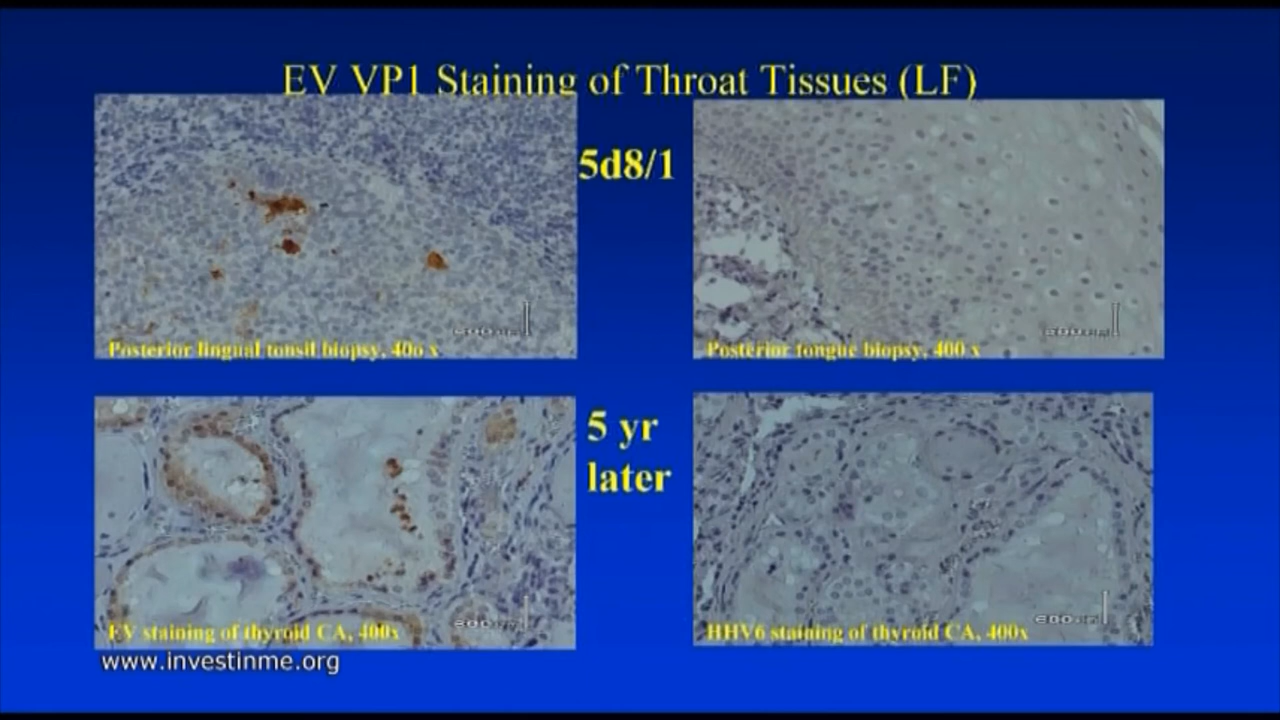 EV VP1 Staining of Throat Tissues (LF)
5d8/1
Posterior lingual tonsil biopsy, 40o x
Posterior tongue biopsy, 400 x
5 yr
later
EV staining of thyroid CA, 400x
HHV6 staining of thyroid CA, 400x
www.investinme.org